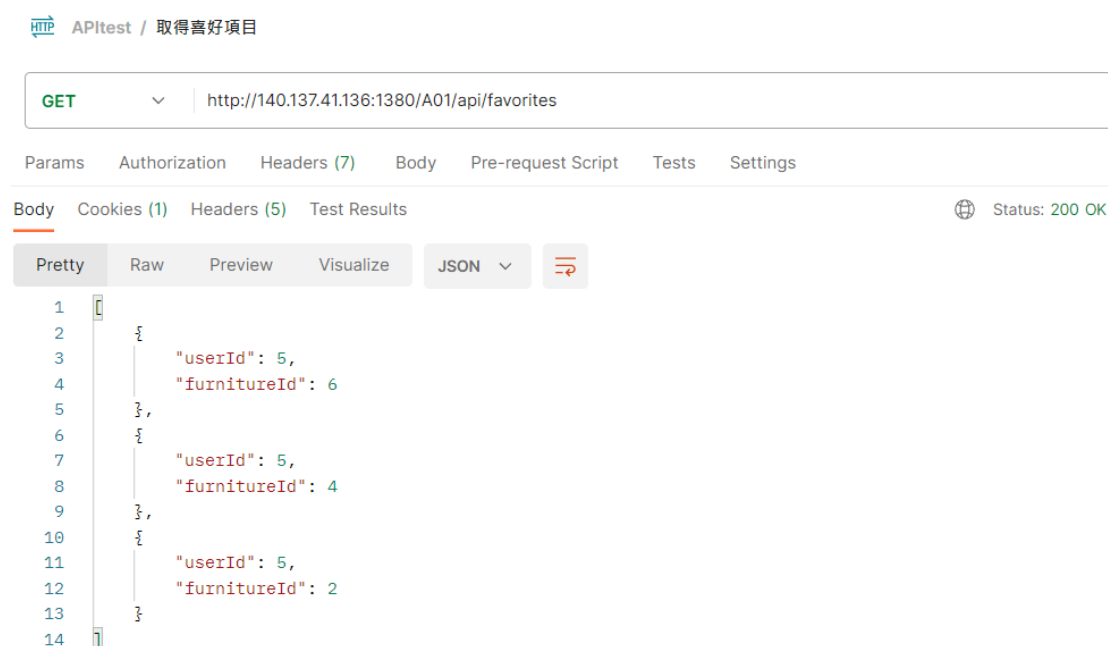 HTTP APItest / 取得喜好項目
GET http://140.137.41.136:1380/A01/api/favorites
Params Authorization Headers (7) Body Pre-request Script Tests Settings
Body Cookies (1) Headers (5) Test Results Status: 200 OK
Pretty Raw Preview Visualize JSON
1 [
2 {
3 "userId": 5,
4 "furnitureId": 6
5 },
6 {
7 "userId": 5,
8 "furnitureId": 4
9 },
10 {
11 "userId": 5,
12 "furnitureId": 2
13 }
14 ]